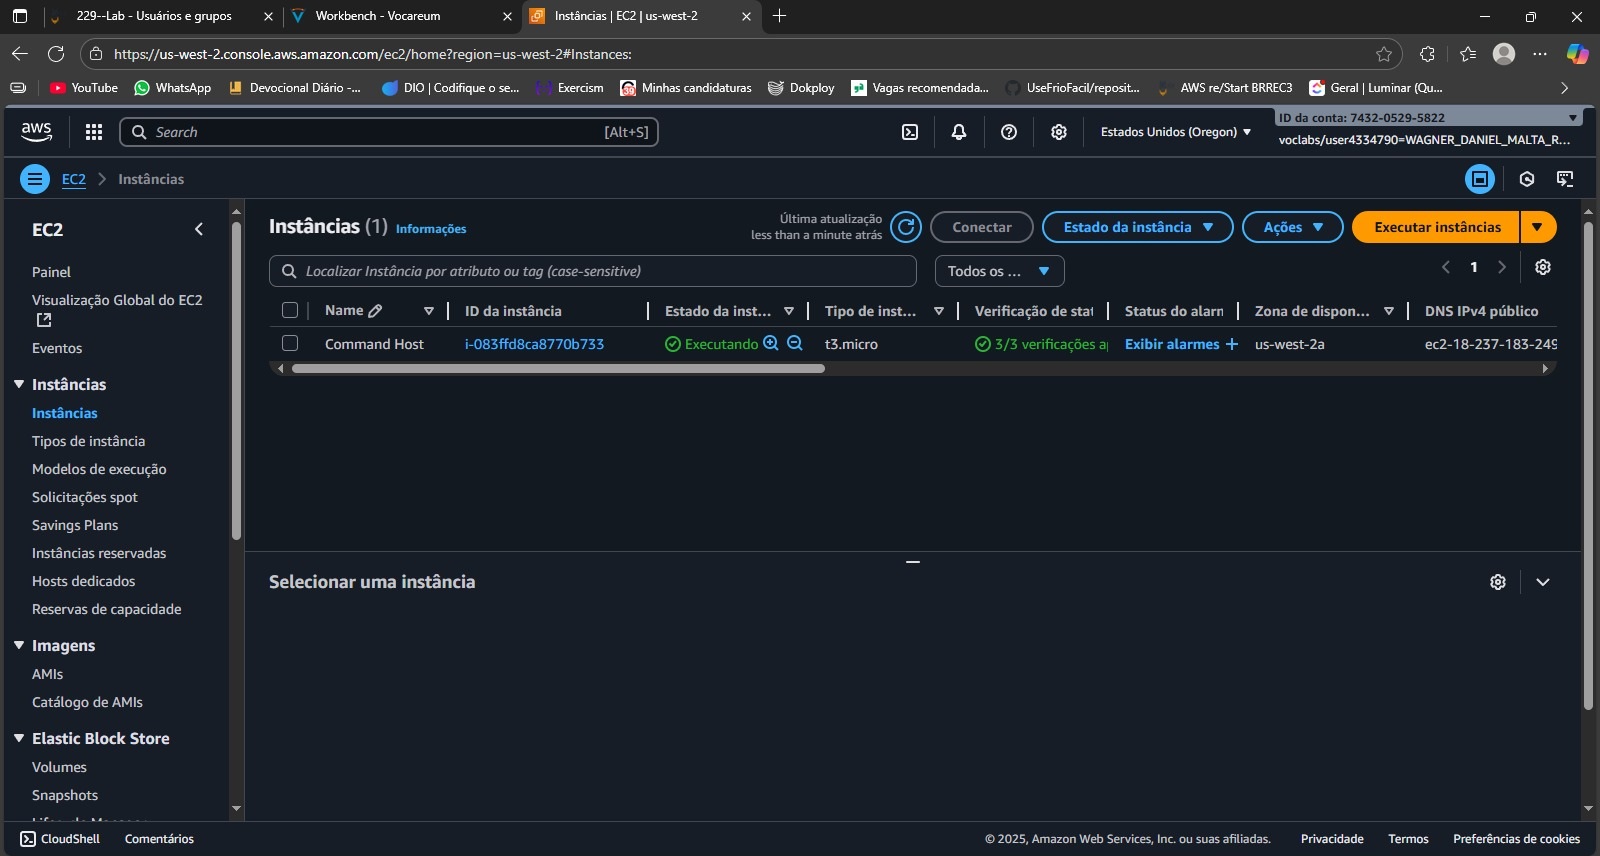 229--Lab - Usuários e grupos
Workbench - Vocareum
Instâncias | EC2 | us-west-2
https://us-west-2.console.aws.amazon.com/ec2/home?region=us-west-2#Instances:
YouTube
WhatsApp
Devocional Diário -...
DIO | Codifique o se...
Exercism
Minhas candidaturas
Dokploy
Vagas recomendada...
UseFrioFacil/reposit...
AWS re/Start BRREC3
Geral | Luminar (Qu...
aws
Search
[Alt+S]
Estados Unidos (Oregon)
ID da conta: 7432-0529-5822
voclabs/user4334790=WAGNER_DANIEL_MALTA_R...
EC2
Instâncias
EC2
Painel
Visualização Global do EC2
Eventos
Instâncias
Instâncias
Tipos de instância
Modelos de execução
Solicitações spot
Savings Plans
Instâncias reservadas
Hosts dedicados
Reservas de capacidade
Imagens
AMIs
Catálogo de AMIs
Elastic Block Store
Volumes
Snapshots
Instâncias (1) Informações
Última atualização
less than a minute atrás
Conectar
Estado da instância
Ações
Executar instâncias
Localizar Instância por atributo ou tag (case-sensitive)
Todos os ...
1
Name
ID da instância
Estado da inst...
Tipo de inst...
Verificação de stat
Status do alarn
Zona de dispon...
DNS IPv4 público
Command Host
i-083ffd8ca8770b733
Executando
t3.micro
3/3 verificações a
Exibir alarmes
us-west-2a
ec2-18-237-183-249
Selecionar uma instância
CloudShell
Comentários
© 2025, Amazon Web Services, Inc. ou suas afiliadas.
Privacidade
Termos
Preferências de cookies